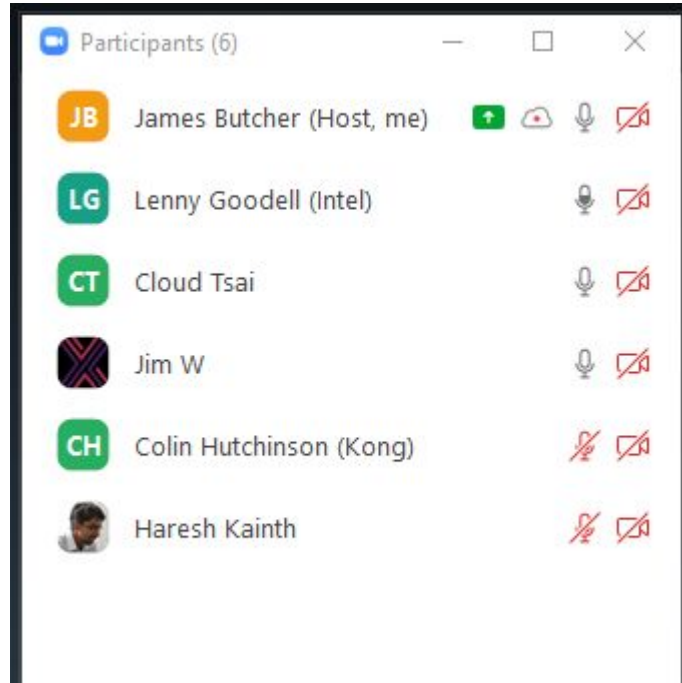 Participants (6)
JB James Butcher (Host, me)
LG Lenny Goodell (Intel)
CT Cloud Tsai
Jim W
CH Colin Hutchinson (Kong)
Haresh Kainth